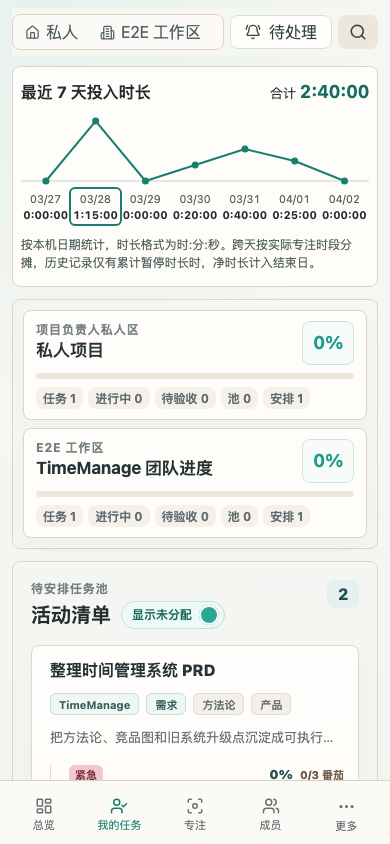 私人 E2E 工作区 待处理
最近 7 天投入时长 合计 2:40:00
03/27 03/28 03/29 03/30 03/31 04/01 04/02
0:00:00 1:15:00 0:00:00 0:20:00 0:40:00 0:25:00 0:00:00
按本机日期统计，时长格式为时:分:秒。跨天按实际专注时段分
摊，历史记录仅有累计暂停时长时，净时长计入结束日。
项目负责人私人区
私人项目 0%
任务 1 进行中 0 待验收 0 池 0 安排 1
E2E 工作区
TimeManage 团队进度 0%
任务 1 进行中 0 待验收 0 池 0 安排 1
待安排任务池
活动清单 显示未分配 2
整理时间管理系统 PRD
TimeManage 需求 方法论 产品
把方法论、竞品图和旧系统升级点沉淀成可执行...
紧急 0% 0/3 番茄
总览 我的任务 专注 成员 更多